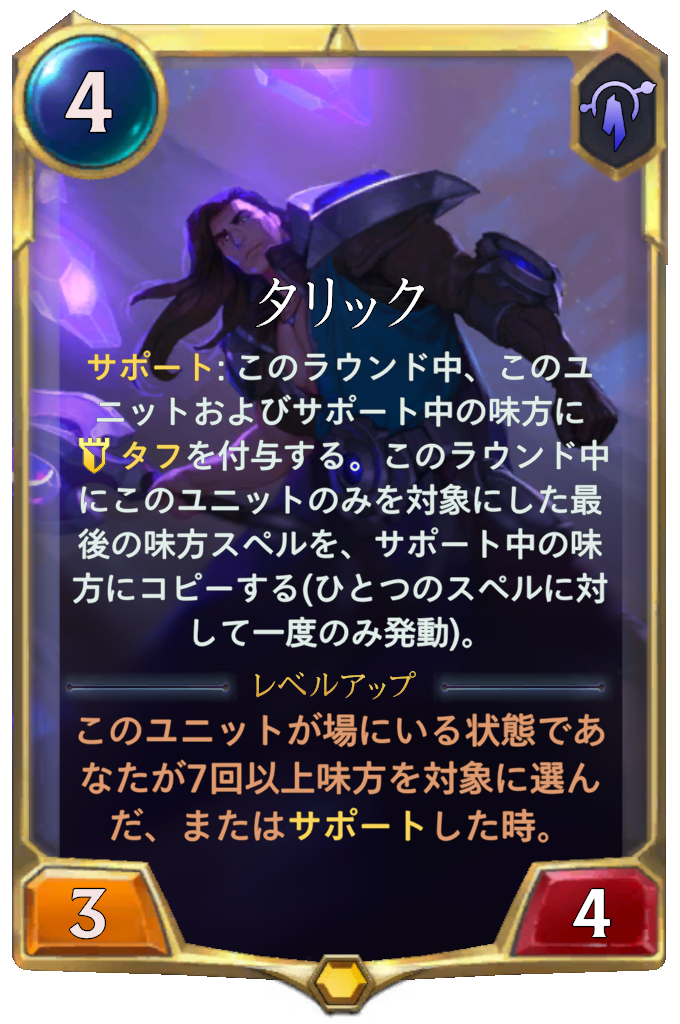 4
タリック
サポート: このラウンド中、このユ
ニットおよびサポート中の味方に
タフを付与する。このラウンド中
にこのユニットのみを対象にした最
後の味方スペルを、サポート中の味
方にコピーする(ひとつのスペルに対
して一度のみ発動)。
レベルアップ
このユニットが場にいる状態であ
なたが7回以上味方を対象に選ん
だ、またはサポートした時。
3
4